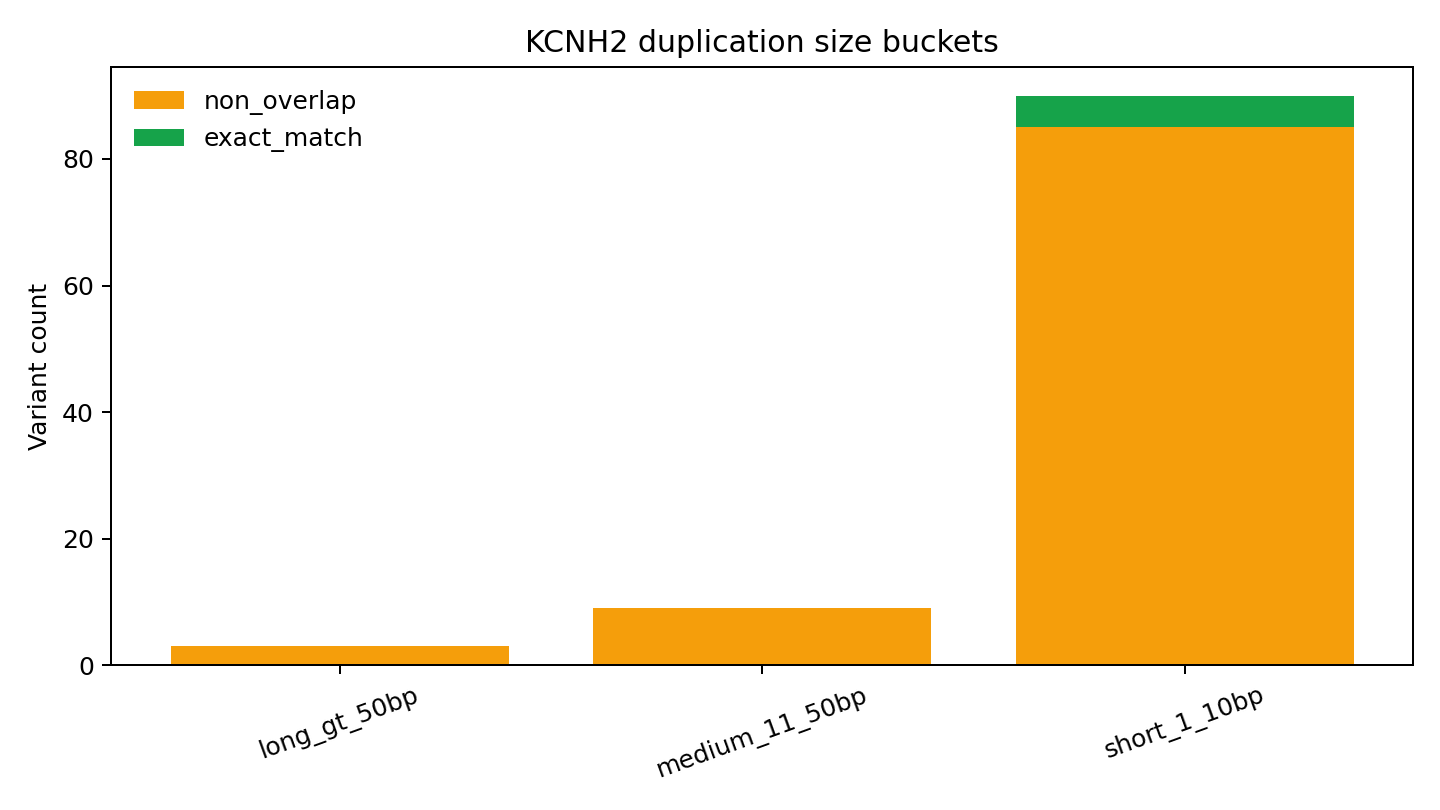 KCNH2 duplication size buckets
non_overlap
exact_match
Variant count
80
60
40
20
0
long_gt_50bp
medium_11_50bp
short_1_10bp